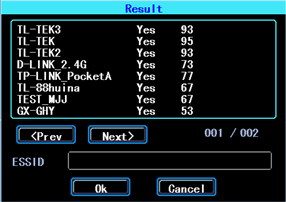 Result
TL-TEK3 Yes 93
TL-TEK Yes 95
TL-TEK2 Yes 93
D-LINK_2.4G Yes 73
TP-LINK_PocketA Yes 77
TL-88huina Yes 67
TEST_MJJ Yes 67
GX-GHY Yes 53
<Prev Next> 001 / 002
ESSID
Ok Cancel